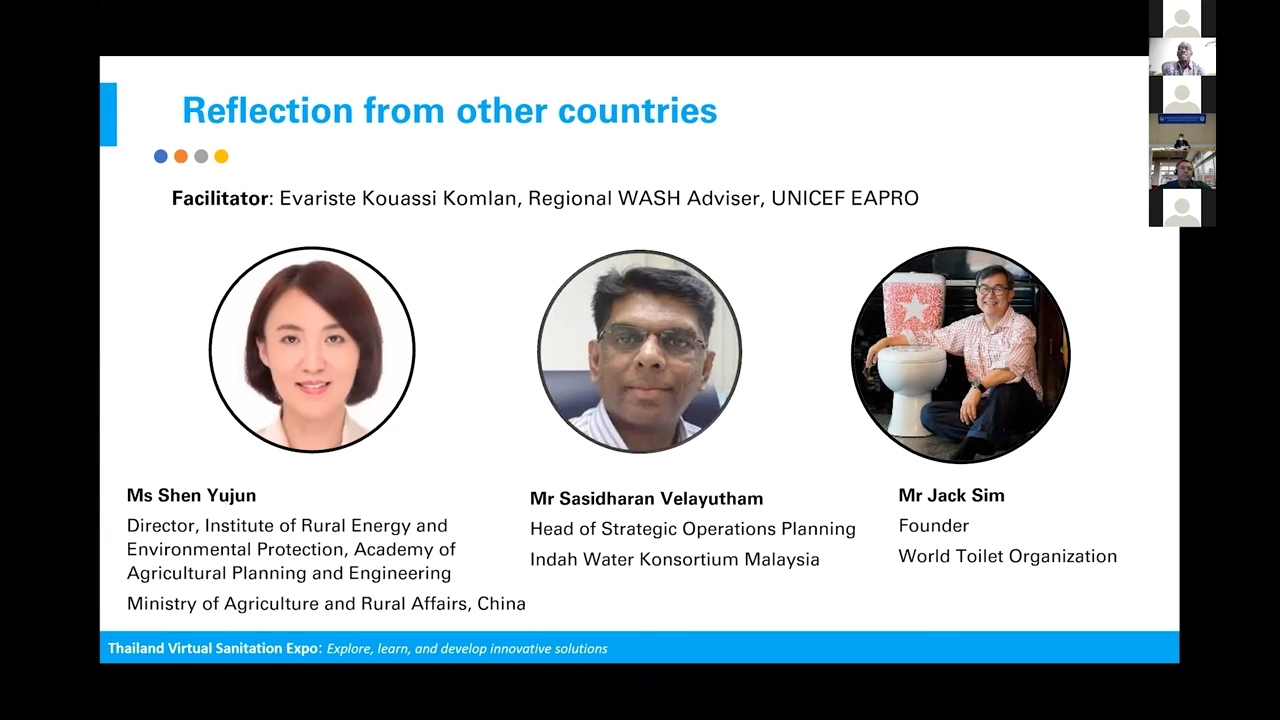 Reflection from other countries
Facilitator: Evariste Kouassi Komlan, Regional WASH Adviser, UNICEF EAPRO
Ms Shen Yujun
Director, Institute of Rural Energy and
Environmental Protection, Academy of
Agricultural Planning and Engineering
Ministry of Agriculture and Rural Affairs, China
Mr Sasidharan Velayutham
Head of Strategic Operations Planning
Indah Water Konsortium Malaysia
Mr Jack Sim
Founder
World Toilet Organization
Thailand Virtual Sanitation Expo: Explore, learn, and develop innovative solutions